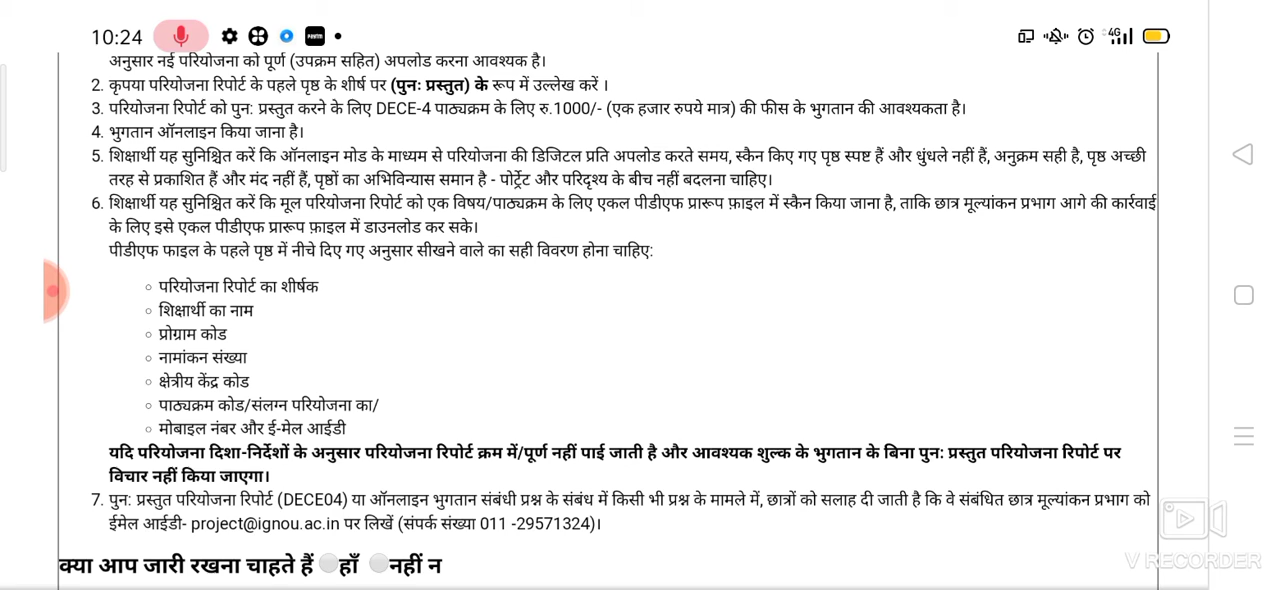 10:24
4G
अनुसार नई परियोजना को पूर्ण (उपक्रम सहित) अपलोड करना आवश्यक है।
2. कृपया परियोजना रिपोर्ट के पहले पृष्ठ के शीर्ष पर (पुनः प्रस्तुत) के रूप में उल्लेख करें ।
3. परियोजना रिपोर्ट को पुन: प्रस्तुत करने के लिए DECE-4 पाठ्यक्रम के लिए रु.1000/- (एक हजार रुपये मात्र) की फीस के भुगतान की आवश्यकता है।
4. भुगतान ऑनलाइन किया जाना है।
5. शिक्षार्थी यह सुनिश्चित करें कि ऑनलाइन मोड के माध्यम से परियोजना की डिजिटल प्रति अपलोड करते समय, स्कैन किए गए पृष्ठ स्पष्ट हैं और धुंधले नहीं हैं, अनुक्रम सही है, पृष्ठ अच्छी
तरह से प्रकाशित हैं और मंद नहीं हैं, पृष्ठों का अभिविन्यास समान है - पोर्ट्रेट और परिदृश्य के बीच नहीं बदलना चाहिए।
6. शिक्षार्थी यह सुनिश्चित करें कि मूल परियोजना रिपोर्ट को एक विषय/पाठ्यक्रम के लिए एकल पीडीएफ प्रारूप फ़ाइल में स्कैन किया जाना है, ताकि छात्र मूल्यांकन प्रभाग आगे की कार्रवाई
के लिए इसे एकल पीडीएफ प्रारूप फ़ाइल में डाउनलोड कर सके।
पीडीएफ फाइल के पहले पृष्ठ में नीचे दिए गए अनुसार सीखने वाले का सही विवरण होना चाहिए:
परियोजना रिपोर्ट का शीर्षक
शिक्षार्थी का नाम
प्रोग्राम कोड
नामांकन संख्या
क्षेत्रीय केंद्र कोड
पाठ्यक्रम कोड/संलग्न परियोजना का/
मोबाइल नंबर और ई-मेल आईडी
यदि परियोजना दिशा-निर्देशों के अनुसार परियोजना रिपोर्ट क्रम में/पूर्ण नहीं पाई जाती है और आवश्यक शुल्क के भुगतान के बिना पुन: प्रस्तुत परियोजना रिपोर्ट पर
विचार नहीं किया जाएगा।
7. पुन: प्रस्तुत परियोजना रिपोर्ट (DECE04) या ऑनलाइन भुगतान संबंधी प्रश्न के संबंध में किसी भी प्रश्न के मामले में, छात्रों को सलाह दी जाती है कि वे संबंधित छात्र मूल्यांकन प्रभाग को
ईमेल आईडी- project@ignou.ac.in पर लिखें (संपर्क संख्या 011 -29571324)।
V RECORDER
क्या आप जारी रखना चाहते हैं हाँ नहीं न